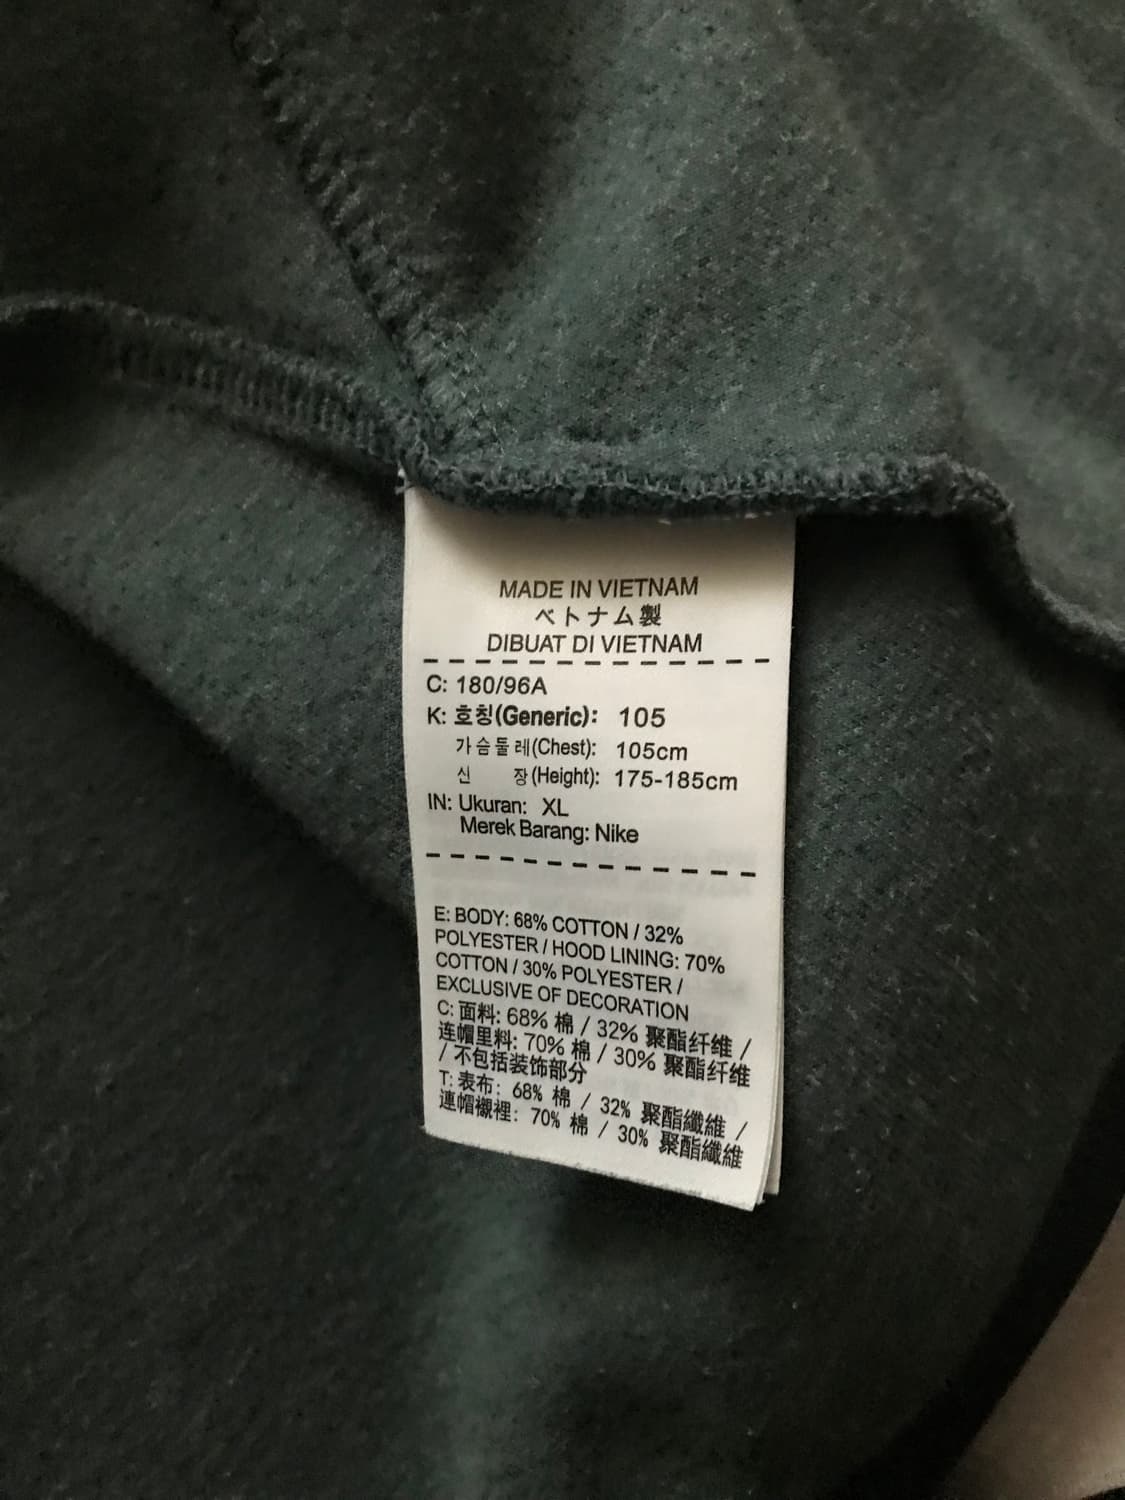 MADE IN VIETNAM
ベトナム製
DIBUAT DI VIETNAM
C: 180/96A
K: 호칭(Generic): 105
가슴둘레(Chest): 105cm
신 장(Height): 175-185cm
IN: Ukuran: XL
Merek Barang: Nike
E: BODY: 68% COTTON / 32%
POLYESTER / HOOD LINING: 70%
COTTON / 30% POLYESTER /
EXCLUSIVE OF DECORATION
C: 面料: 68% 棉 / 32% 聚酯纤维 /
连帽里料: 70% 棉 / 30% 聚酯纤维
/ 不包括装饰部分
T: 表布: 68% 棉 / 32% 聚酯纖維 /
連帽襯裡: 70% 棉 / 30% 聚酯纖維